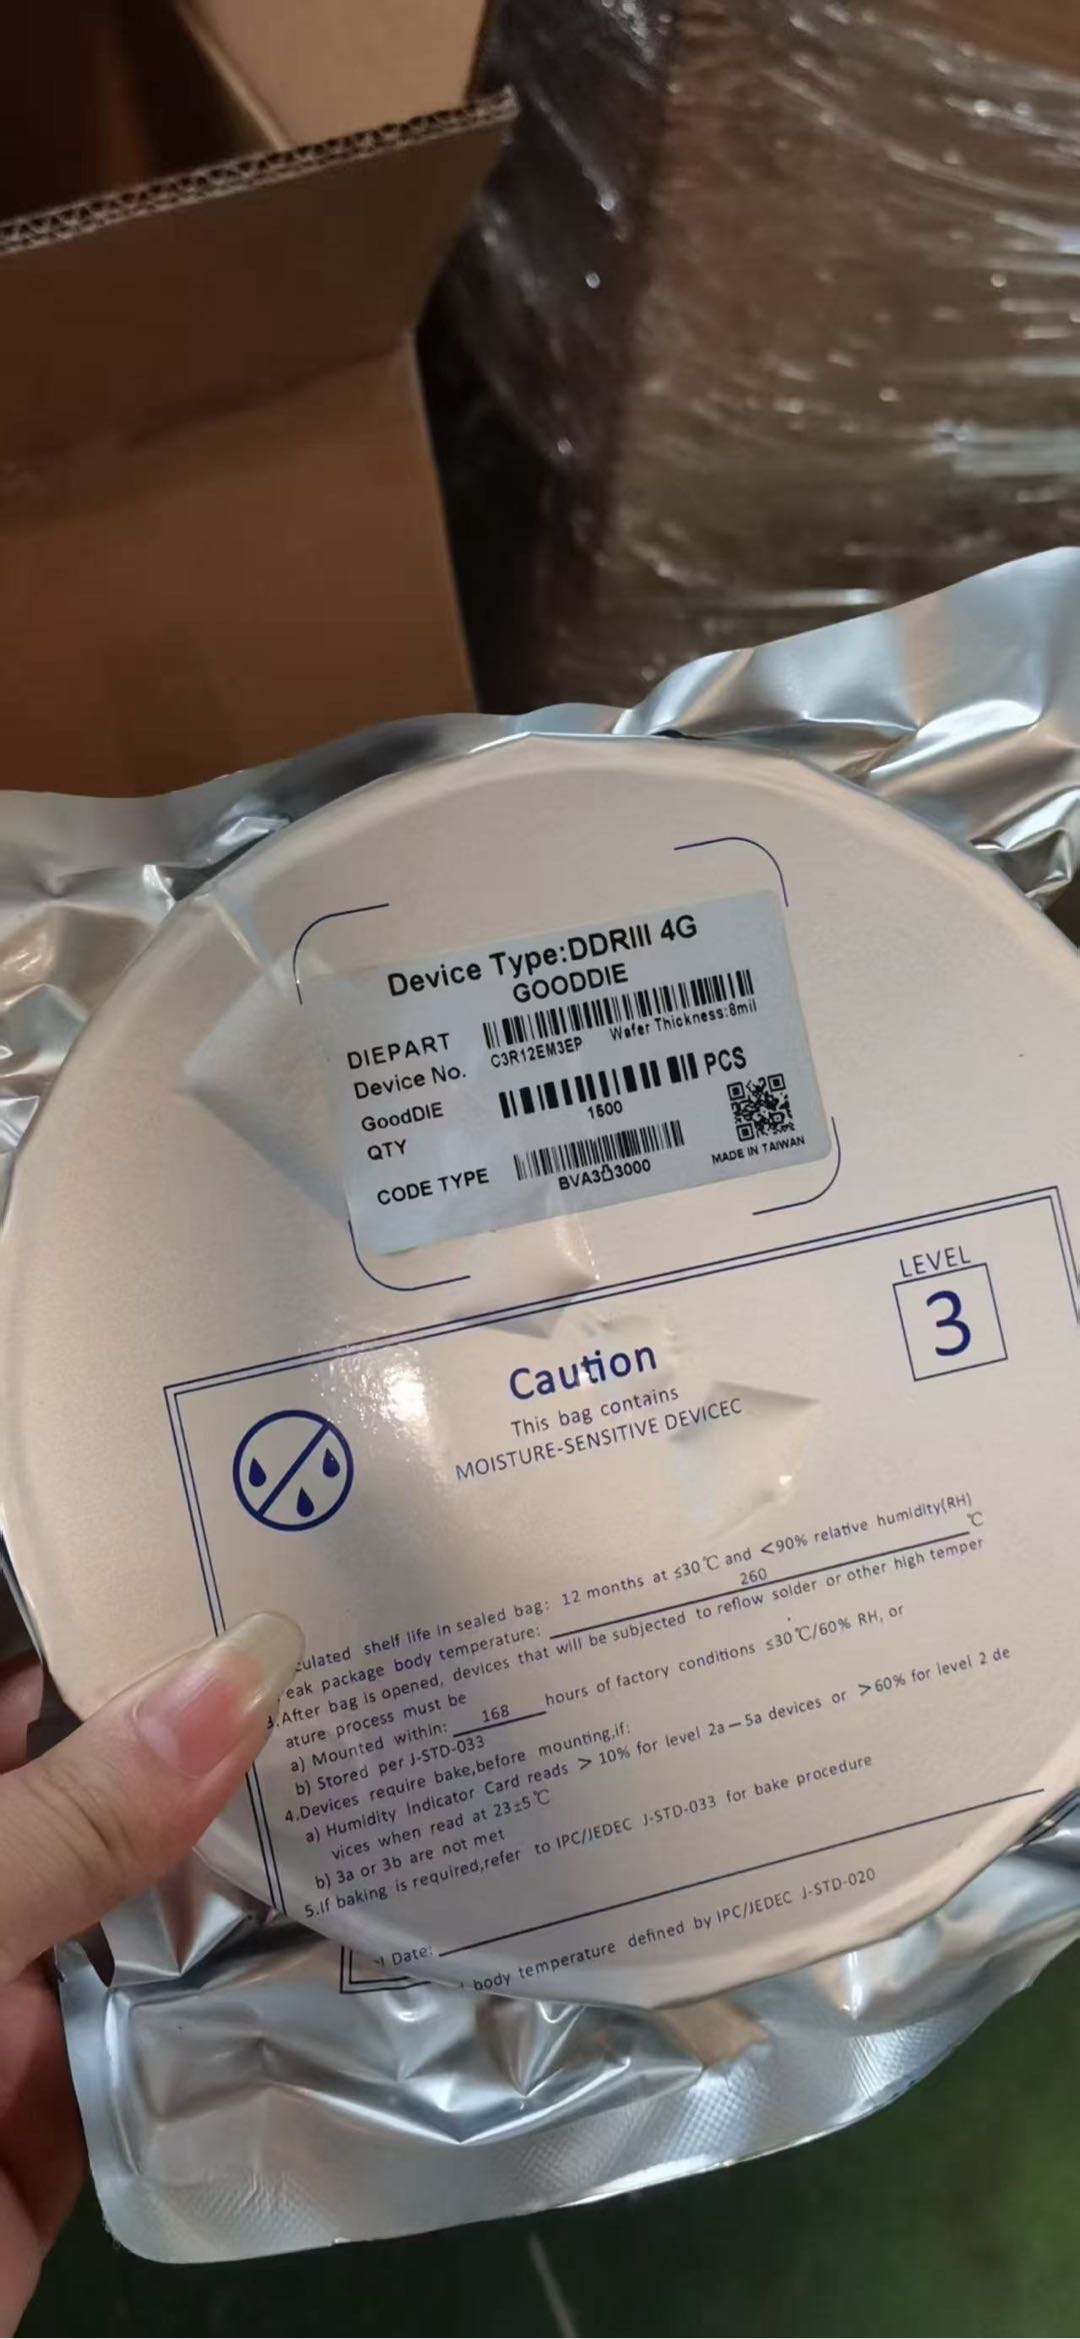 Device Type:DDRIII 4G
GOODDIE
DIEPART
Device No.
C3R12EM3EP Wafer Thickness:8mil
GoodDIE
QTY
PCS
1500
CODE TYPE
BVA3 3000
MADE IN TAIWAN
LEVEL
3
Caution
This bag contains
MOISTURE-SENSITIVE DEVICEC
shelf life in sealed bag: 12 months at ≤30℃ and <90% relative humidity(RH)
package body temperature: 260 ℃
3.After bag is opened, devices that will be subjected to reflow solder or other high temper
ature process must be
a) Mounted within: 168 hours of factory conditions ≤30℃/60% RH, or
b) Stored per J-STD-033
4.Devices require bake,before mounting,if:
a) Humidity Indicator Card reads > 10% for level 2a—5a devices or >60% for level 2 de
vices when read at 23±5℃
b) 3a or 3b are not met
5.If baking is required,refer to IPC/JEDEC J-STD-033 for bake procedure
Date:
body temperature defined by IPC/JEDEC J-STD-020